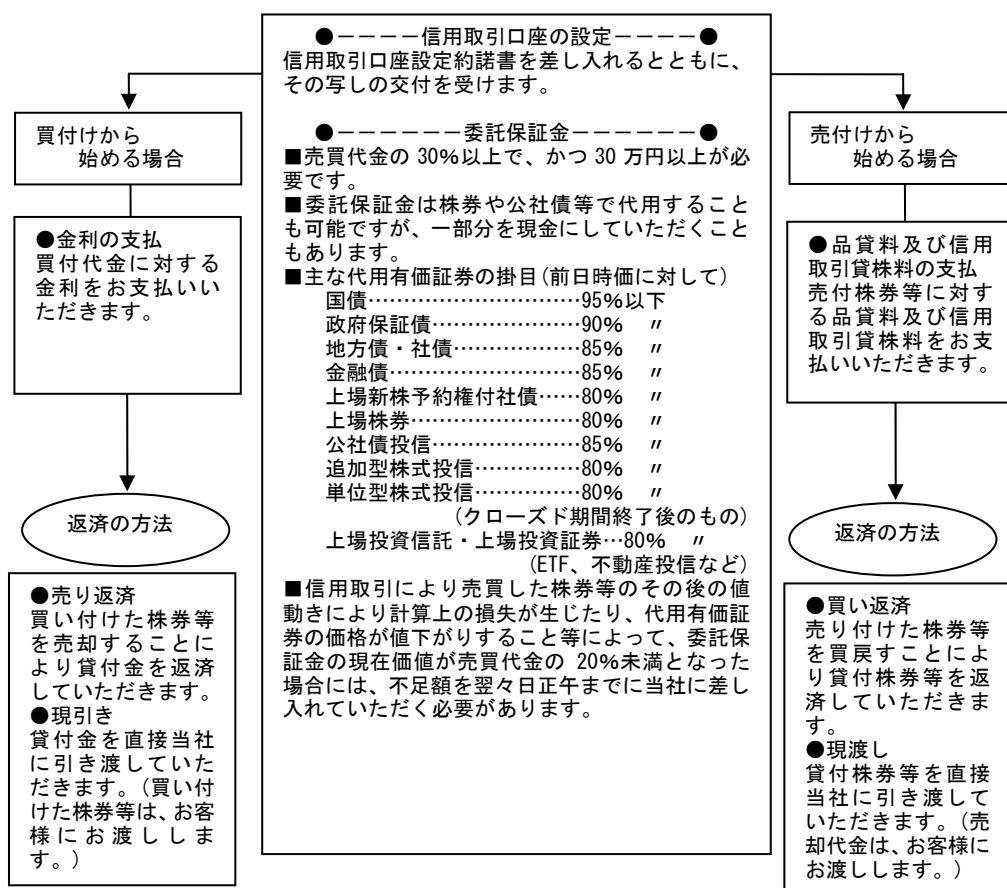 ●－－－－信用取引口座の設定－－－－●
信用取引口座設定約諾書を差し入れるとともに、
その写しの交付を受けます。
●－－－－－－委託保証金－－－－－－●
■売買代金の 30％以上で、かつ 30 万円以上が必
要です。
■委託保証金は株券や公社債等で代用すること
も可能ですが、一部分を現金にしていただくこと
もあります。
■主な代用有価証券の掛目(前日時価に対して)
国債…………………………95％以下
政府保証債…………………90％　〃
地方債・社債………………85％　〃
金融債………………………85％　〃
上場新株予約権付社債……80％　〃
上場株券……………………80％　〃
公社債投信…………………85％　〃
追加型株式投信……………80％　〃
単位型株式投信……………80％　〃
(クローズド期間終了後のもの)
上場投資信託・上場投資証券…80％　〃
(ETF、不動産投信など)
■信用取引により売買した株券等のその後の値
動きにより計算上の損失が生じたり、代用有価証
券の価格が値下がりすること等によって、委託保
証金の現在価値が売買代金の 20％未満となった
場合には、不足額を翌々日正午までに当社に差し
入れていただく必要があります。
買付けから
始める場合
●金利の支払
買付代金に対する
金利をお支払いい
ただきます。
返済の方法
●売り返済
買い付けた株券等
を売却することに
より貸付金を返済
していただきます。
●現引き
貸付金を直接当社
に引き渡していた
だきます。(買い付
けた株券等は、お客
様にお渡ししま
す。)
売付けから
始める場合
●品貸料及び信用
取引貸株料の支払
売付株券等に対す
る品貸料及び信用
取引貸株料をお支
払いいただきます。
返済の方法
●買い返済
売り付けた株券等
を買戻すことによ
り貸付株券等を返
済していただきま
す。
●現渡し
貸付株券等を直接
当社に引き渡して
いただきます。(売
却代金は、お客様に
お渡しします。)